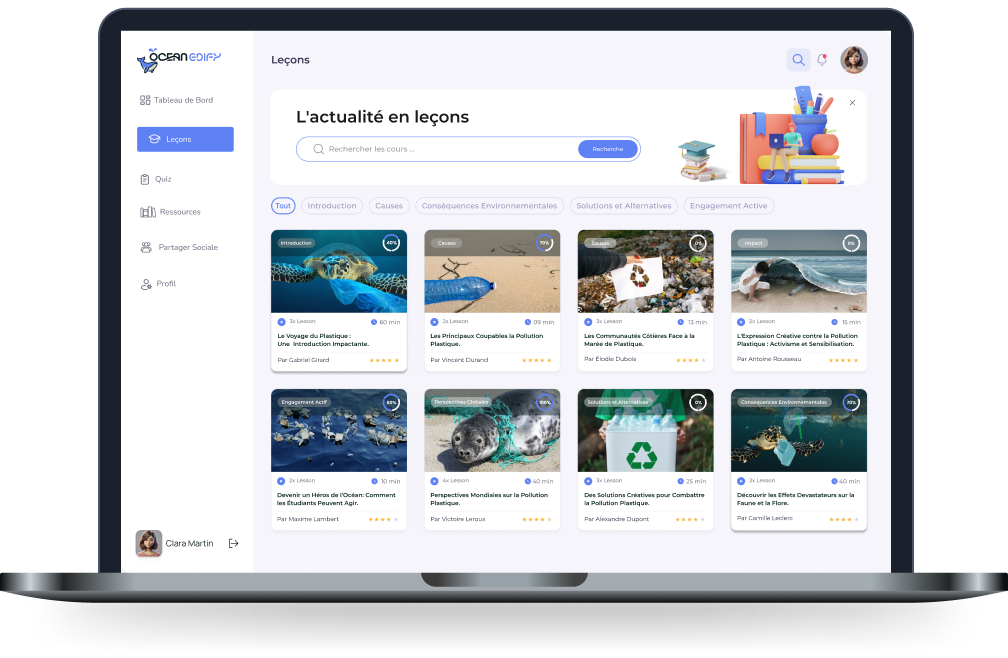 OCEAN EDIFY
Leçons
Tableau de Bord
Leçons
Quiz
Ressources
Partager Sociale
Profil
Clara Martin
L'actualité en leçons
Rechercher les cours ...
Recherche
Tout
Introduction
Causes
Conséquences Environnementales
Solutions et Alternatives
Engagement Active
Introduction
40%
3x Lesson
60 min
Le Voyage du Plastique :
Une Introduction Impactante.
Par Gabriel Girard
Causes
70%
2x Lesson
09 min
Les Principaux Coupables la Pollution
Plastique.
Par Vincent Durand
Causes
0%
3x Lesson
13 min
Les Communautés Côtières Face à la
Marée de Plastique.
Par Élodie Dubois
Impact
0%
2x Lesson
15 min
L'Expression Créative contre la Pollution
Plastique : Activisme et Sensibilisation.
Par Antoine Rousseau
Engagement Actif
60%
2x Lesson
10 min
Devenir un Héros de l'Océan: Comment
les Étudiants Peuvent Agir.
Par Maxime Lambert
Perspectives Globales
100%
4x Lesson
40 min
Perspectives Mondiales sur la Pollution
Plastique.
Par Victoire Leroux
Solutions et Alternatives
0%
3x Lesson
25 min
Des Solutions Créatives pour Combattre
la Pollution Plastique.
Par Alexandre Dupont
Conséquences Environnementales
70%
2x Lesson
40 min
Découvrir les Effets Devastateurs sur la
Faune et la Flore.
Par Camille Leclerc